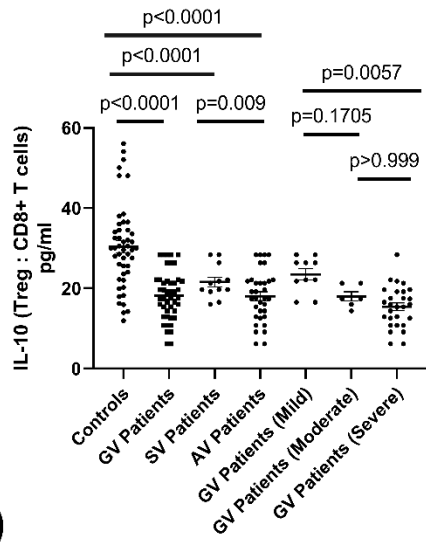 p<0.0001
p<0.0001
p=0.0057
p<0.0001
p=0.009
p=0.1705
p>0.999
IL-10 (Treg : CD8+ T cells)
pg/ml
60
40
20
0
Controls
GV Patients
SV Patients
AV Patients
GV Patients (Mild)
GV Patients (Moderate)
GV Patients (Severe)